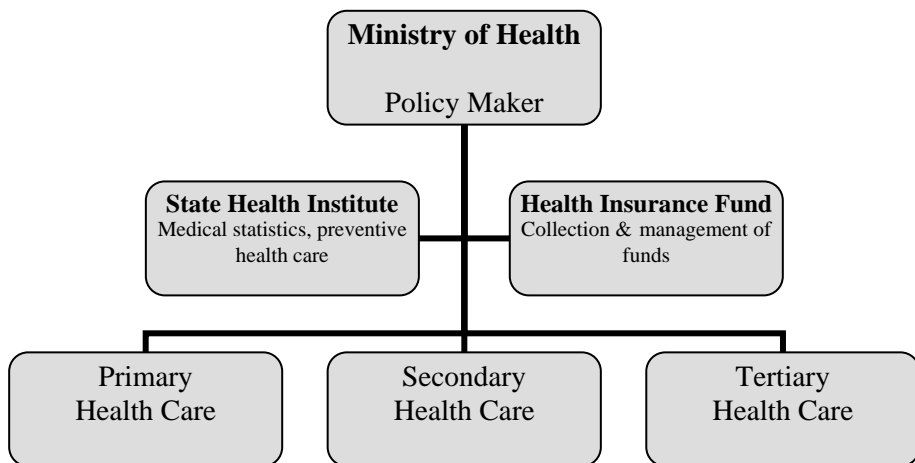 Ministry of Health
Policy Maker
State Health Institute
Medical statistics, preventive
health care
Health Insurance Fund
Collection & management of
funds
Primary
Health Care
Secondary
Health Care
Tertiary
Health Care